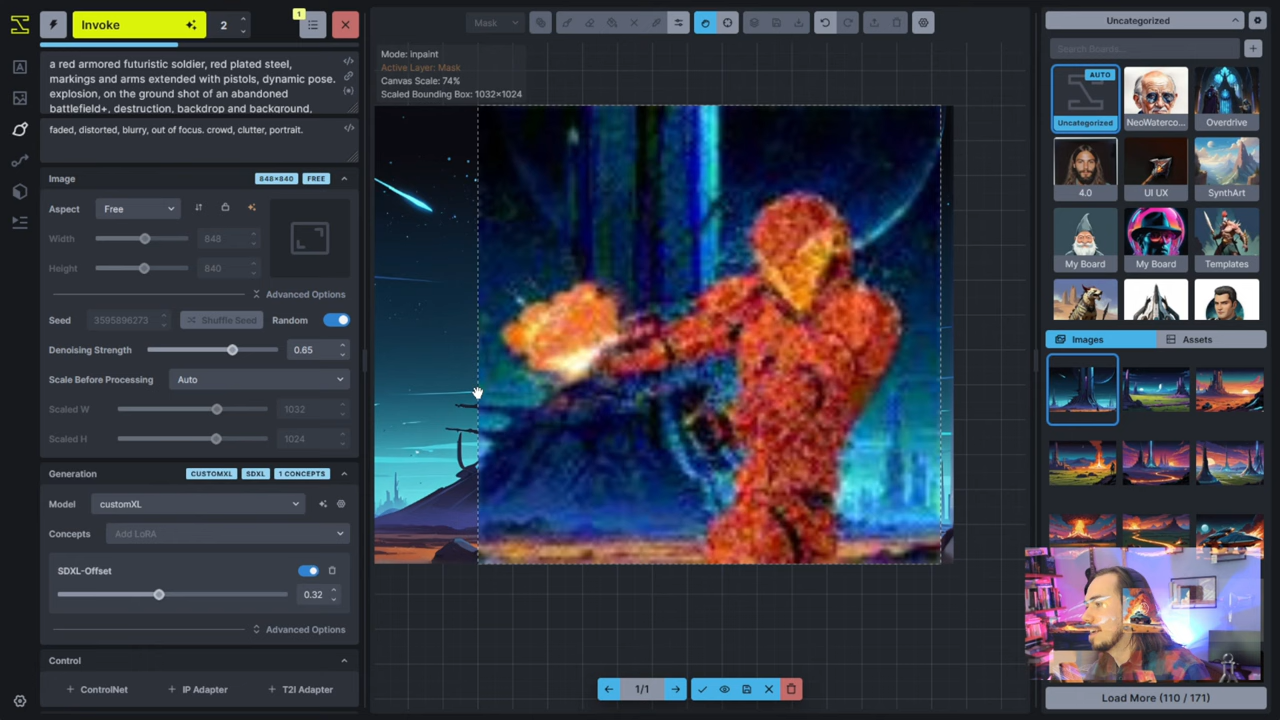 Invoke
2
1
Mask
Uncategorized
Search Boards...
a red armored futuristic soldier, red plated steel,
markings and arms extended with pistols, dynamic pose.
explosion, on the ground shot of an abandoned
battlefield+, destruction, backdrop and background,
faded, distorted, blurry, out of focus. crowd, clutter, portrait.
Mode: Inpaint
Active Layer: Mask
Canvas Scale: 74%
Scaled Bounding Box: 1032×1024
Image
848×840
FREE
Aspect
Free
Width
848
Height
840
Advanced Options
Seed
3595896273
Shuffle Seed
Random
Denoising Strength
0.65
Scale Before Processing
Auto
Scaled W
1032
Scaled H
1024
Generation
CUSTOMXL
SDXL
1 CONCEPTS
Model
customXL
Concepts
Add LoRA
SDXL-Offset
0.32
Advanced Options
Control
ControlNet
IP Adapter
T2I Adapter
1/1
AUTO
Uncategorized
NeoWaterco...
Overdrive
4.0
UI UX
SynthArt
My Board
My Board
Templates
Images
Assets
Load More (110 / 171)